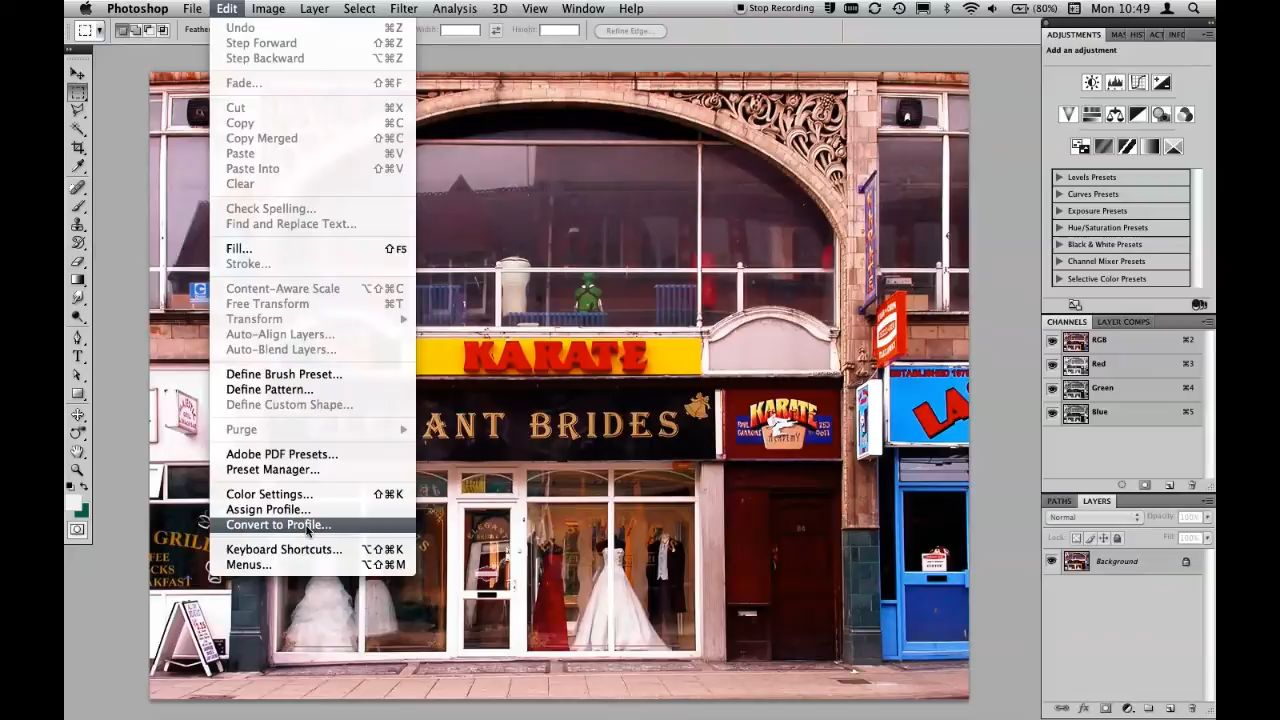 Photoshop File Edit Image Layer Select Filter Analysis 3D View Window Help Stop Recording (80%) Mon 10:49
Feather
Width: Height: Refine Edge...
Undo ⌘Z
Step Forward ⇧⌘Z
Step Backward ⌥⌘Z
Fade... ⇧⌘F
Cut ⌘X
Copy ⌘C
Copy Merged ⇧⌘C
Paste ⌘V
Paste Into ⇧⌘V
Clear
Check Spelling...
Find and Replace Text...
Fill... ⇧F5
Stroke...
Content-Aware Scale ⌥⇧⌘C
Free Transform ⌘T
Transform
Auto-Align Layers...
Auto-Blend Layers...
Define Brush Preset...
Define Pattern...
Define Custom Shape...
Purge
Adobe PDF Presets...
Preset Manager...
Color Settings... ⇧⌘K
Assign Profile...
Convert to Profile...
Keyboard Shortcuts... ⌥⇧⌘K
Menus... ⌥⇧⌘M
KARATE
ANT BRIDES
KARATE
ACADEMY
GRILL
LA
ADJUSTMENTS MAS HIS ACT INFO
Add an adjustment
Levels Presets
Curves Presets
Exposure Presets
Hue/Saturation Presets
Black & White Presets
Channel Mixer Presets
Selective Color Presets
CHANNELS LAYER COMPS
RGB ⌘2
Red ⌘3
Green ⌘4
Blue ⌘5
PATHS LAYERS
Normal Opacity: 100%
Lock: Fill: 100%
Background